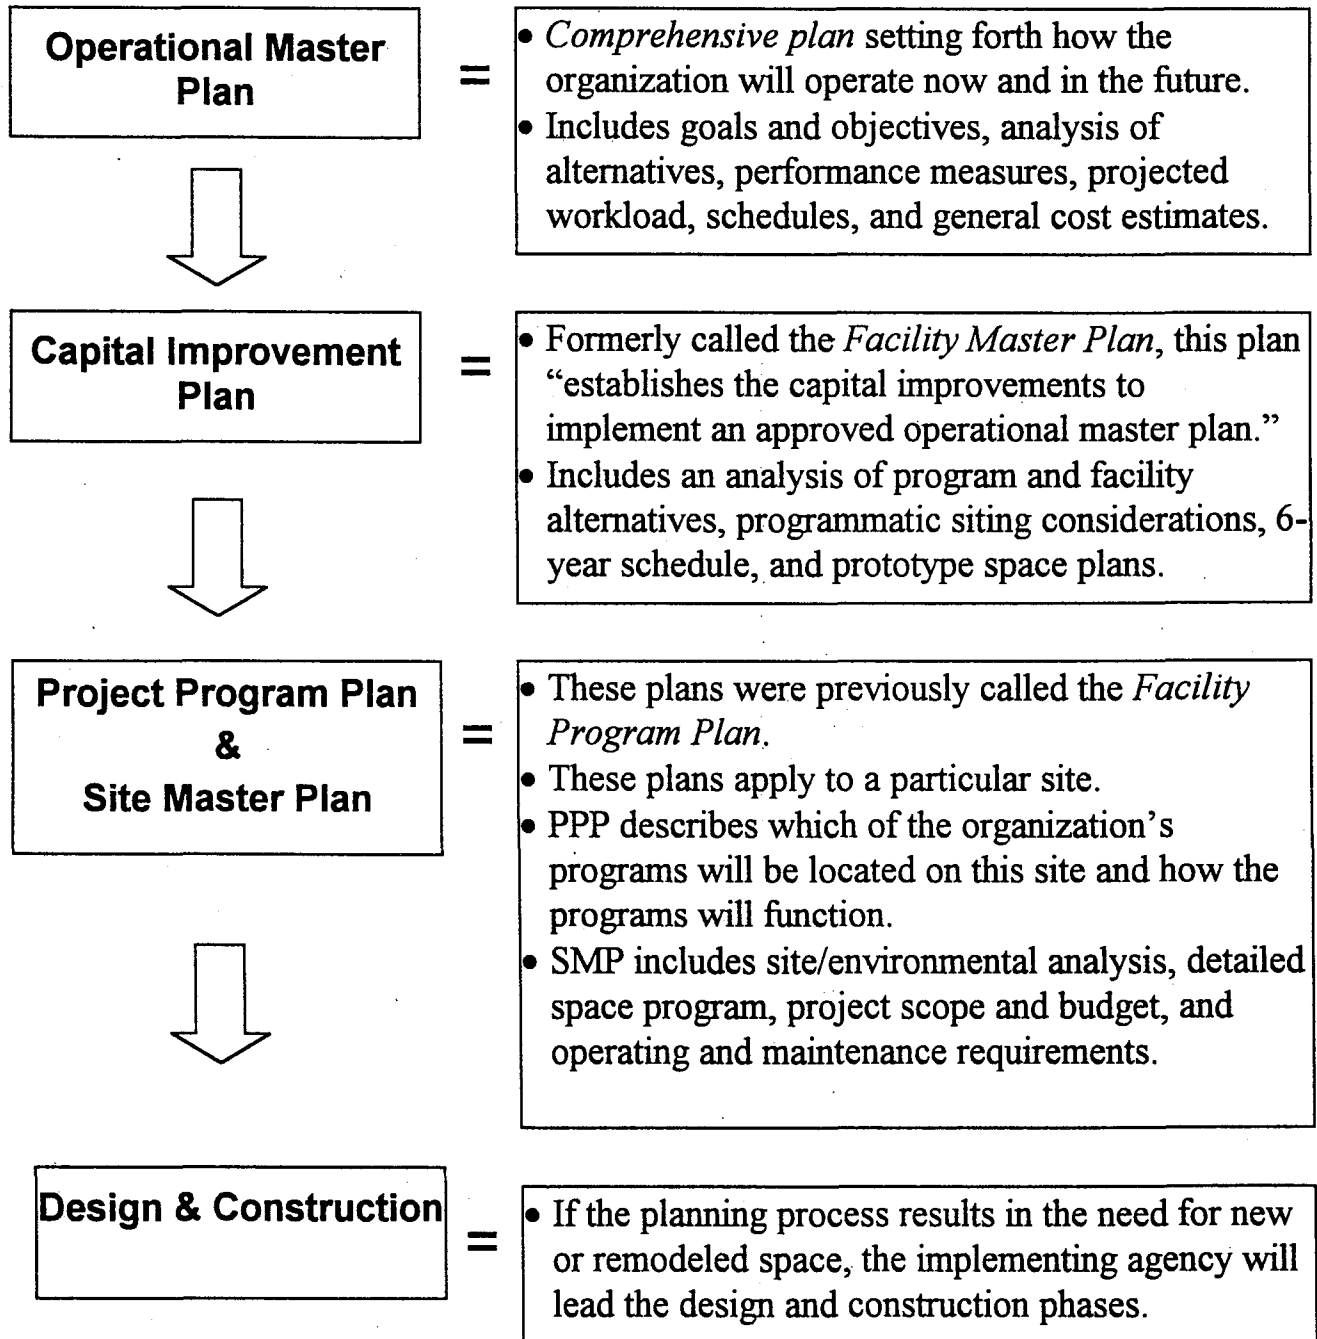 Operational Master
Plan
=
• Comprehensive plan setting forth how the
organization will operate now and in the future.
• Includes goals and objectives, analysis of
alternatives, performance measures, projected
workload, schedules, and general cost estimates.
Capital Improvement
Plan
=
• Formerly called the Facility Master Plan, this plan
“establishes the capital improvements to
implement an approved operational master plan.”
• Includes an analysis of program and facility
alternatives, programmatic siting considerations, 6-
year schedule, and prototype space plans.
Project Program Plan
&
Site Master Plan
=
• These plans were previously called the Facility
Program Plan.
• These plans apply to a particular site.
• PPP describes which of the organization’s
programs will be located on this site and how the
programs will function.
• SMP includes site/environmental analysis, detailed
space program, project scope and budget, and
operating and maintenance requirements.
Design & Construction
=
• If the planning process results in the need for new
or remodeled space, the implementing agency will
lead the design and construction phases.